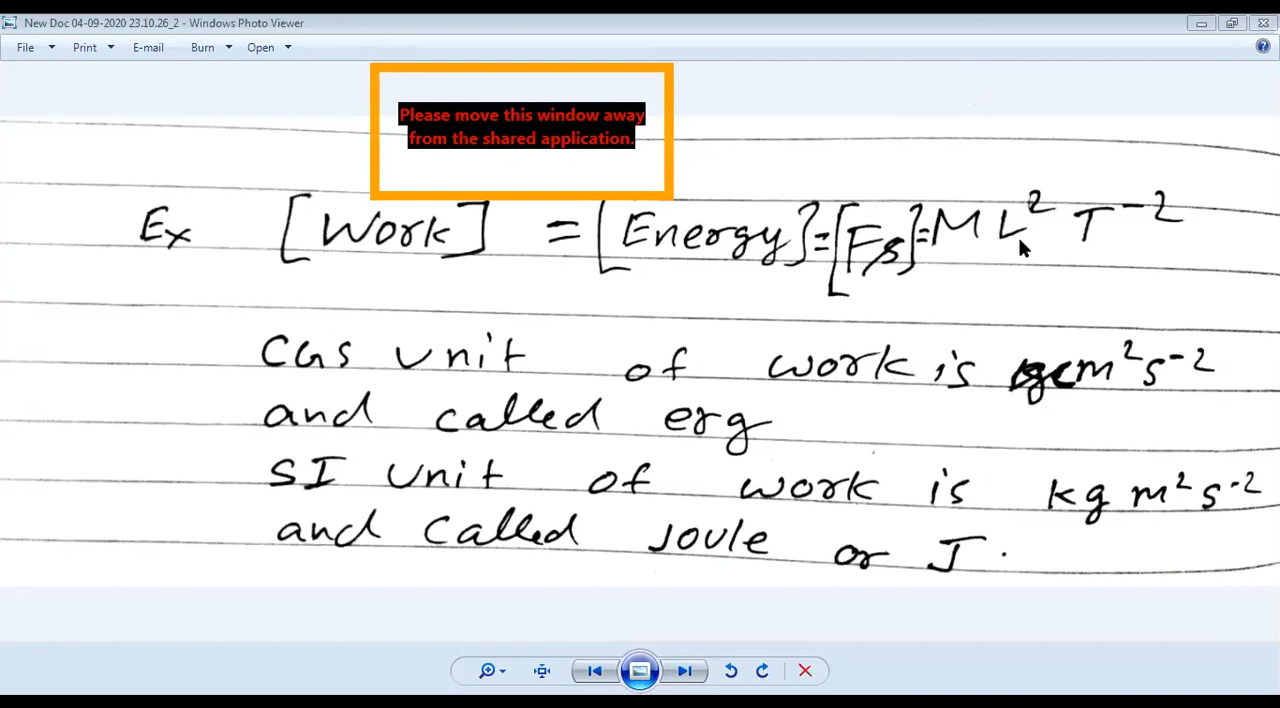 New Doc 04-09-2020 23.10.26_2 - Windows Photo Viewer
File Print E-mail Burn Open
Please move this window away
from the shared application.
Ex [Work] = [Energy] = [Fs] = M L² T⁻²
CGS unit of work is gcm²s⁻²
and called erg
SI unit of work is kg m²s⁻²
and called Joule or J.